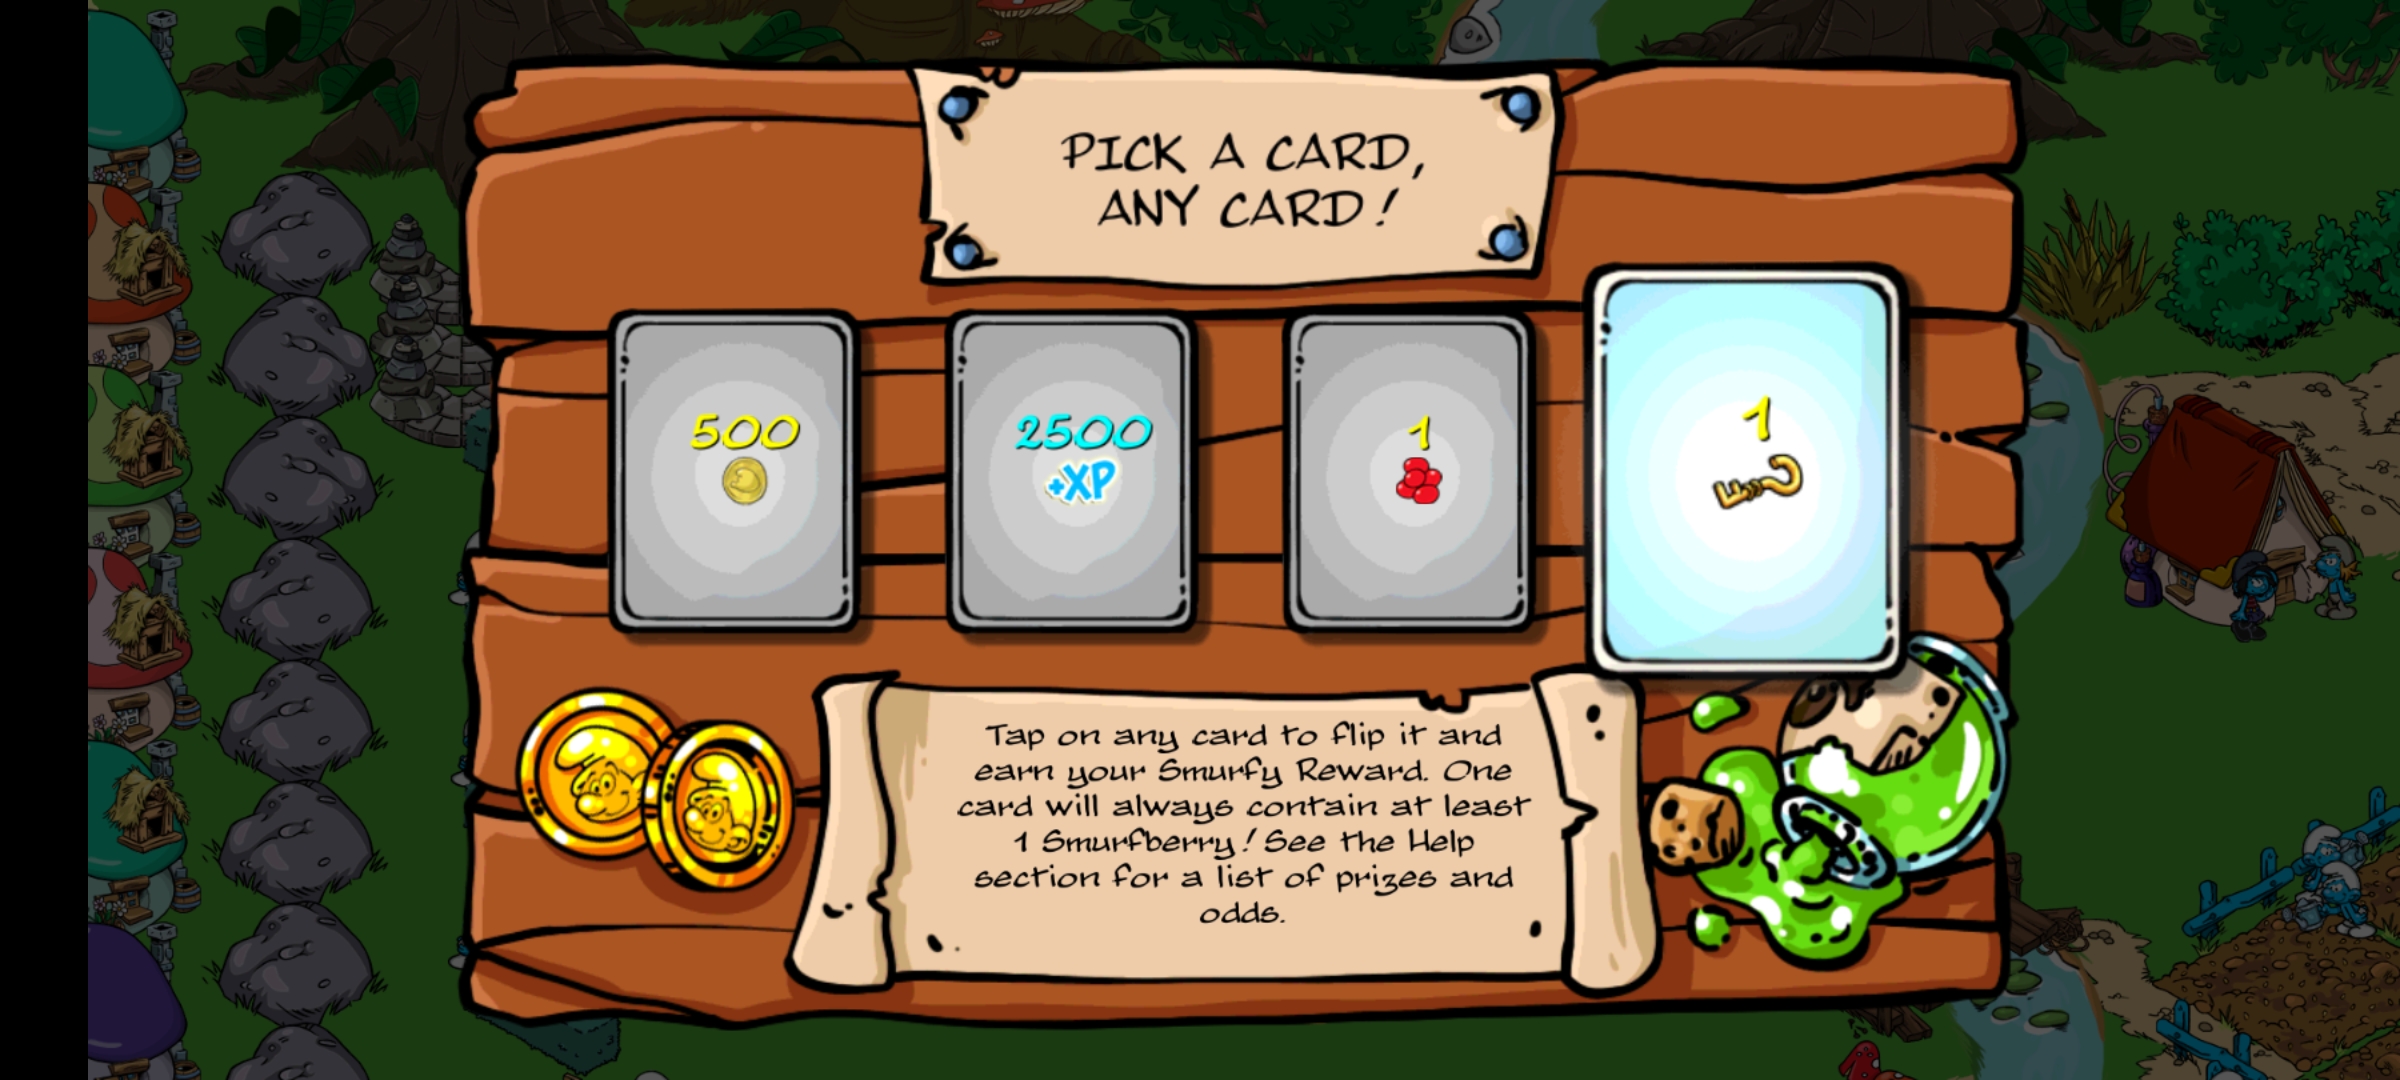 PICK A CARD,
ANY CARD!
500
2500
+XP
1
1
Tap on any card to flip it and
earn your Smurfy Reward. One
card will always contain at least
1 Smurfberry! See the Help
section for a list of prizes and
odds.